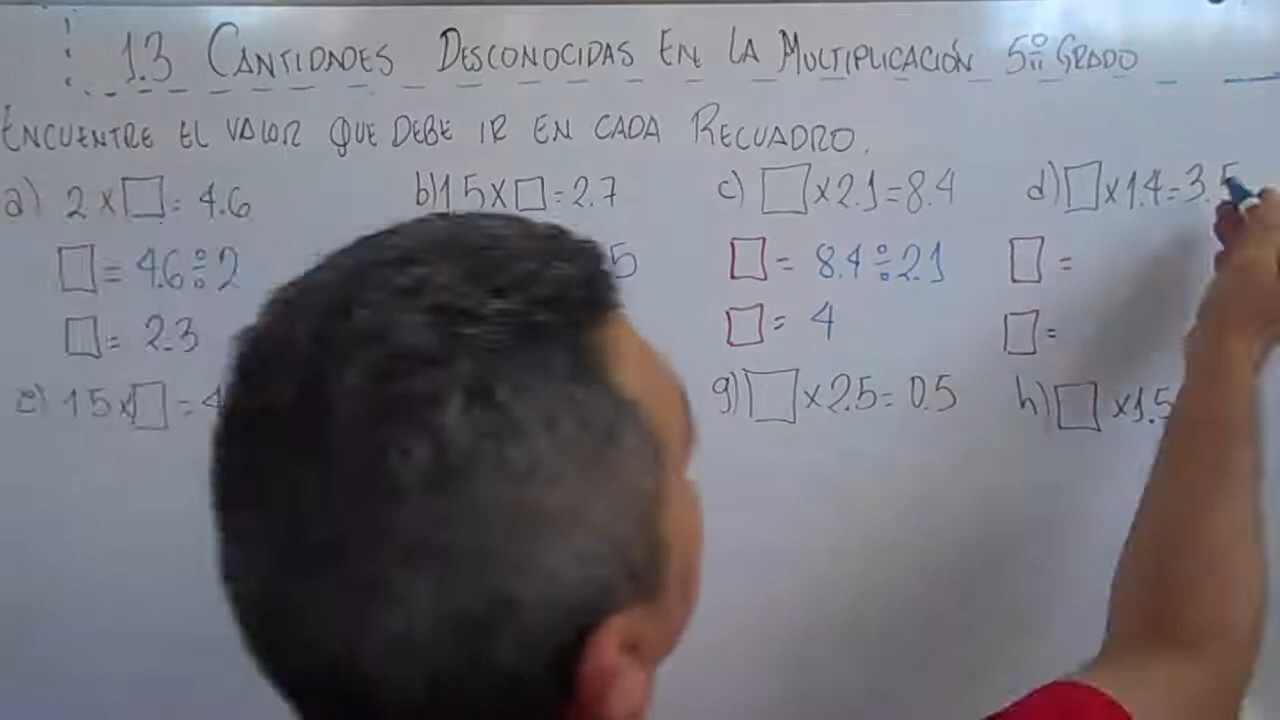 1.3 CANTIDADES DESCONOCIDAS EN LA MULTIPLICACIÓN 5º GRADO
ENCUENTRE EL VALOR QUE DEBE IR EN CADA RECUADRO.
a) 2 × □ = 4.6 b) 1.5 × □ = 2.7 c) □ × 2.1 = 8.4 d) □ × 1.4 = 3.5
□ = 4.6 ÷ 2 5 □ = 8.4 ÷ 2.1 □ =
□ = 2.3 □ = 4 □ =
e) 15 × □ = 4 g) □ × 2.5 = 0.5 h) □ × 1.5